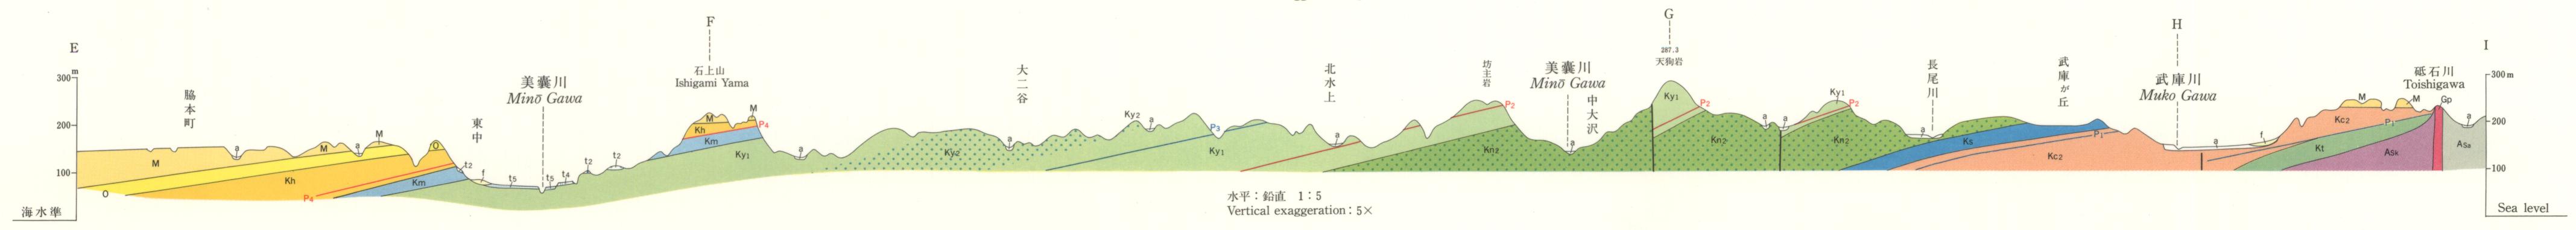 E
F
G
H
I
300m
200
100
海水準
脇本町
東中
美嚢川
Minō Gawa
石上山
Ishigami Yama
大二谷
北水上
坊主岩
美嚢川
Minō Gawa
中大沢
287.3
天狗岩
長尾川
武庫が丘
武庫川
Muko Gawa
砥石川
Toishigawa
300m
200
100
Sea level
M
a
M
a
M
O
O
Kh
P4
Km
t2
f
t5
t5
t4
t2
t2
M
Kh
M
P4
Km
Ky1
a
Ky2
a
Ky2
a
P3
Ky1
a
P2
Kn2
a
Ky1
P2
Kn2
a
a
Ky1
P2
Kn2
a
Ks
P1
Kc2
a
f
M
M
Kc2
P1
Kt
Gp
ASk
a
ASa
水平：鉛直 1：5
Vertical exaggeration：5×